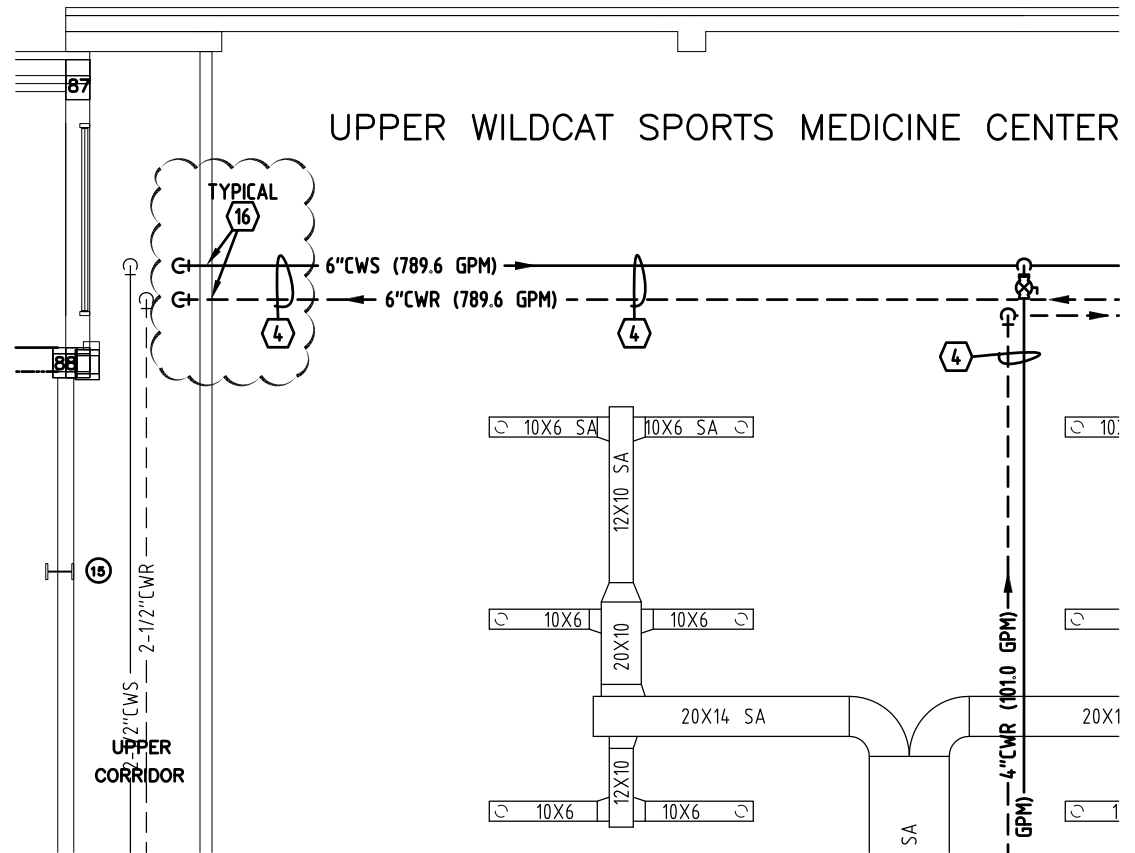 87
UPPER WILDCAT SPORTS MEDICINE CENTER
TYPICAL
16
6"CWS (789.6 GPM)
6"CWR (789.6 GPM)
4
4
4
88
10X6 SA
10X6 SA
12X10 SA
15
2-1/2"CWR
2-1/2"CWS
10X6
10X6
20X10
4"CWR (101.0 GPM)
20X14 SA
UPPER
CORRIDOR
12X10
10X6
10X6
SA
GPM)